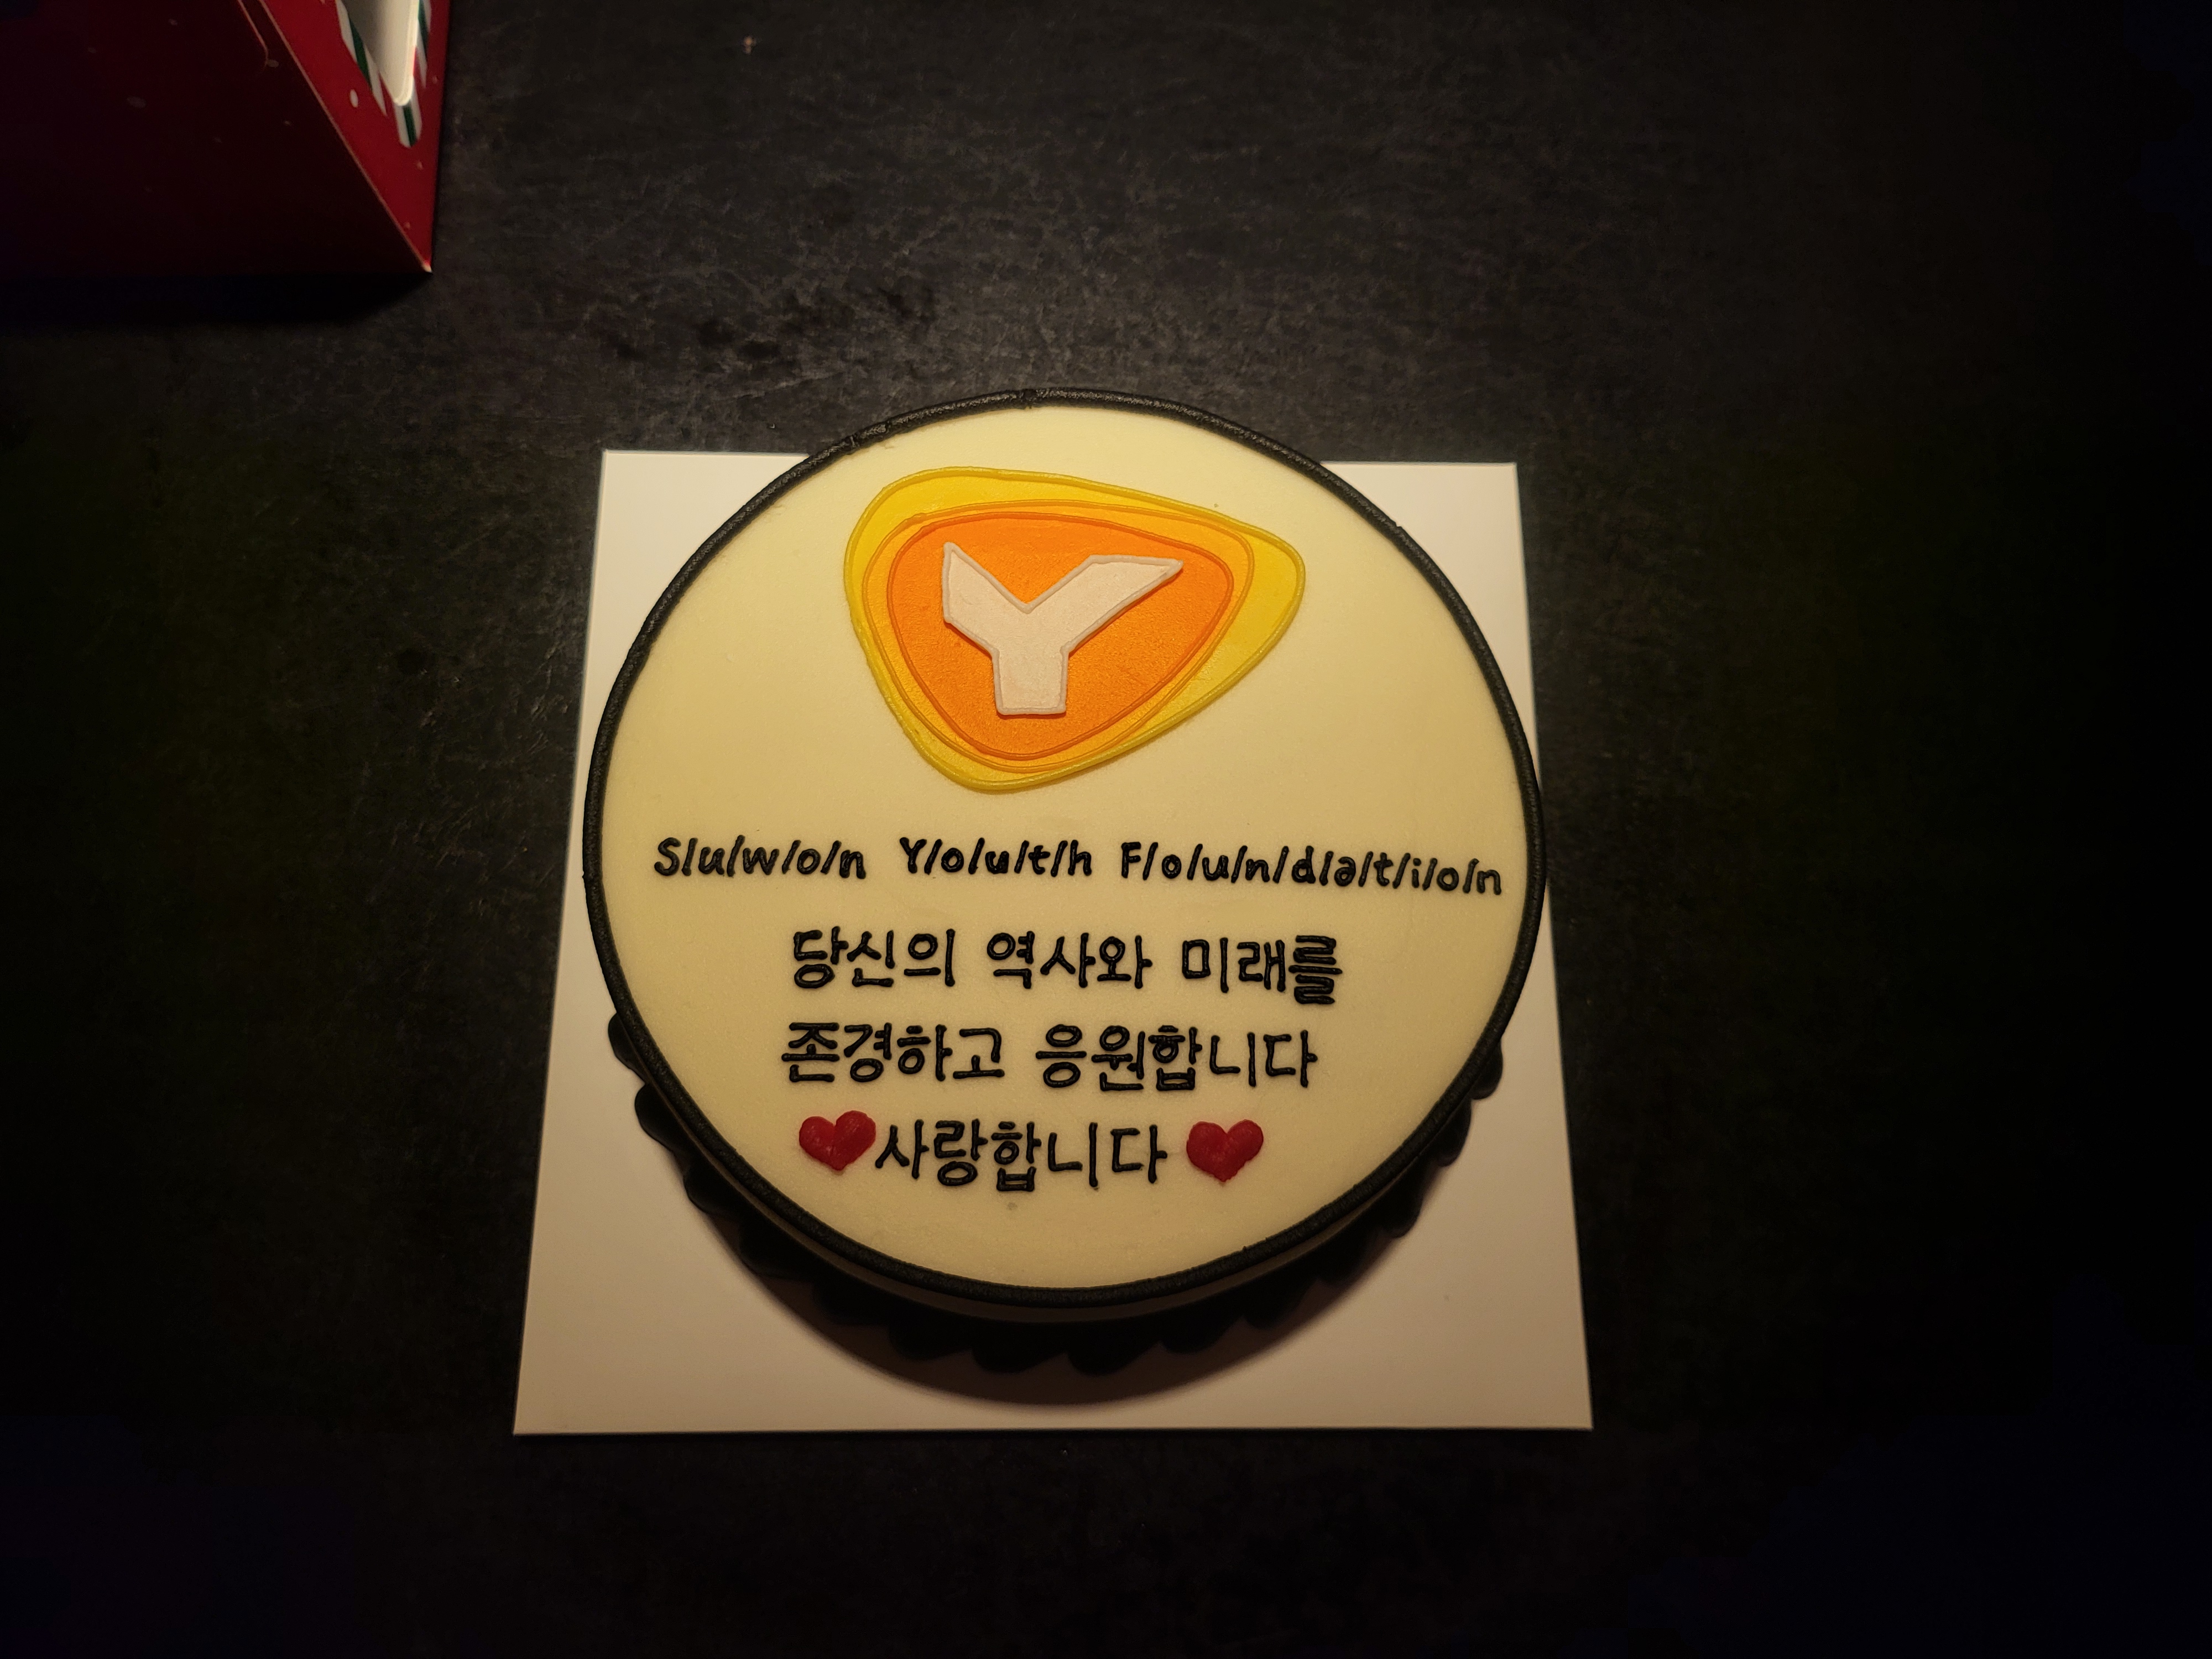 Y
S/u/w/o/n Y/o/u/t/h F/o/u/n/d/a/t/i/o/n
당신의 역사와 미래를
존경하고 응원합니다
❤사랑합니다 ❤